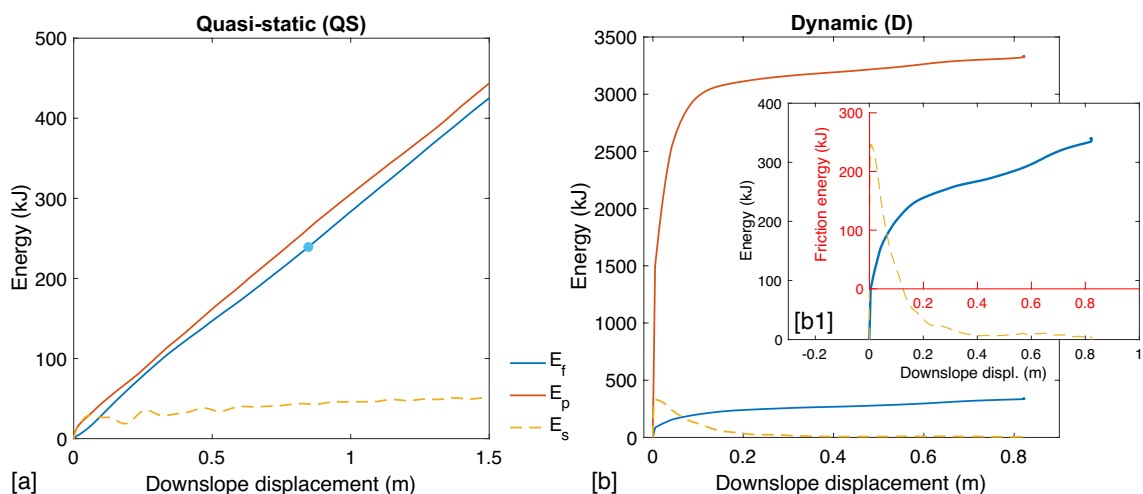 Quasi-static (QS)
500
400
300
200
100
0
Energy (kJ)
0
0.5
1
1.5
Downslope displacement (m)
[a]
E_f
E_p
E_s
Dynamic (D)
3500
3000
2500
2000
1500
1000
500
0
Energy (kJ)
0
0.2
0.4
0.6
0.8
Downslope displacement (m)
[b]
400
300
200
100
0
Energy (kJ)
300
200
100
0
Friction energy (kJ)
0.2
0.4
0.6
0.8
[b1]
-0.2
0
0.2
0.4
0.6
0.8
1
Downslope displ. (m)